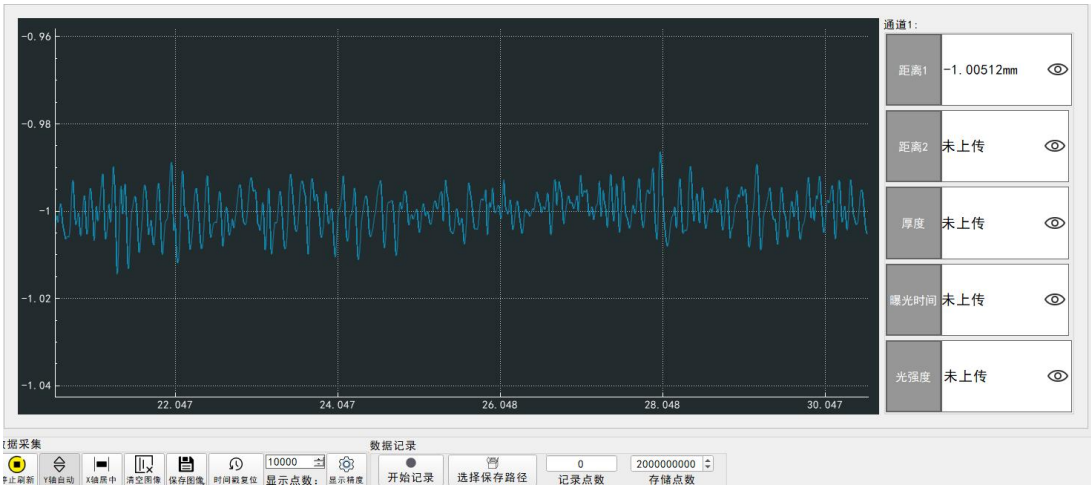 通道1:
-0.96
-0.98
-1
-1.02
-1.04
22.047
24.047
26.048
28.048
30.047
距离1
-1.00512mm
距离2
未上传
厚度
未上传
曝光时间
未上传
光强度
未上传
数据采集
数据记录
停止刷新
Y轴自动
X轴居中
清空图像
保存图像
时间戳复位
10000
显示点数:
显示精度
开始记录
选择保存路径
0
记录点数
2000000000
存储点数